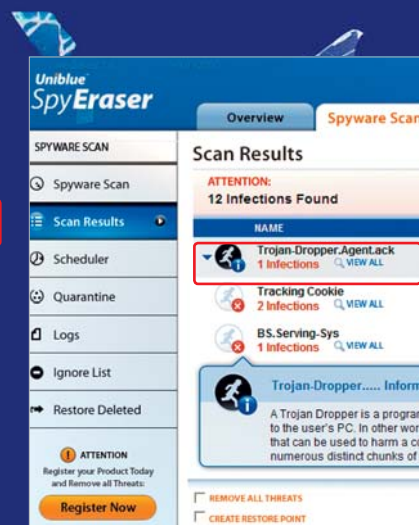 Uniblue
SpyEraser
Overview
Spyware Scan
SPYWARE SCAN
Spyware Scan
Scan Results
Scheduler
Quarantine
Logs
Ignore List
Restore Deleted
ATTENTION
Register your Product Today
and Remove all Threats:
Register Now
Scan Results
ATTENTION:
12 Infections Found
NAME
Trojan-Dropper.Agent.ack
1 Infections VIEW ALL
Tracking Cookie
2 Infections VIEW ALL
BS.Serving-Sys
1 Infections VIEW ALL
Trojan-Dropper..... Inform
A Trojan Dropper is a program
to the user's PC. In other wor
that can be used to harm a co
numerous distinct chunks of
REMOVE ALL THREATS
CREATE RESTORE POINT